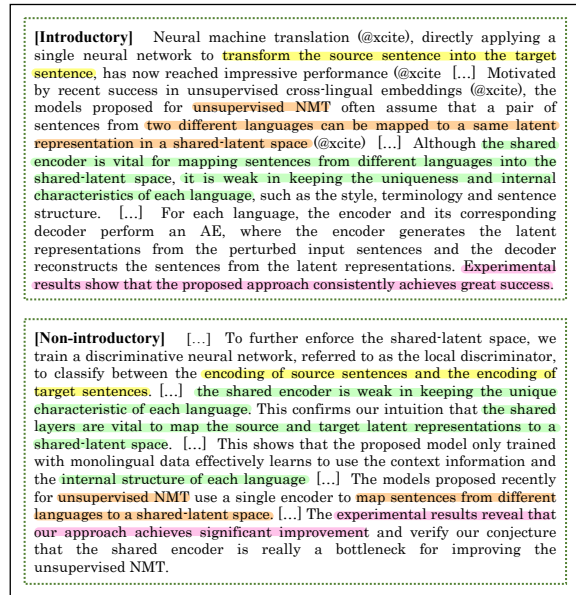 [Introductory] Neural machine translation (@xcite), directly applying a
single neural network to transform the source sentence into the target
sentence, has now reached impressive performance (@xcite [...] Motivated
by recent success in unsupervised cross-lingual embeddings (@xcite), the
models proposed for unsupervised NMT often assume that a pair of
sentences from two different languages can be mapped to a same latent
representation in a shared-latent space (@xcite) [...] Although the shared
encoder is vital for mapping sentences from different languages into the
shared-latent space, it is weak in keeping the uniqueness and internal
characteristics of each language, such as the style, terminology and sentence
structure. [...] For each language, the encoder and its corresponding
decoder perform an AE, where the encoder generates the latent
representations from the perturbed input sentences and the decoder
reconstructs the sentences from the latent representations. Experimental
results show that the proposed approach consistently achieves great success.
[Non-introductory] [...] To further enforce the shared-latent space, we
train a discriminative neural network, referred to as the local discriminator,
to classify between the encoding of source sentences and the encoding of
target sentences. [...] the shared encoder is weak in keeping the unique
characteristic of each language. This confirms our intuition that the shared
layers are vital to map the source and target latent representations to a
shared-latent space. [...] This shows that the proposed model only trained
with monolingual data effectively learns to use the context information and
the internal structure of each language [...] The models proposed recently
for unsupervised NMT use a single encoder to map sentences from different
languages to a shared-latent space. [...] The experimental results reveal that
our approach achieves significant improvement and verify our conjecture
that the shared encoder is really a bottleneck for improving the
unsupervised NMT.